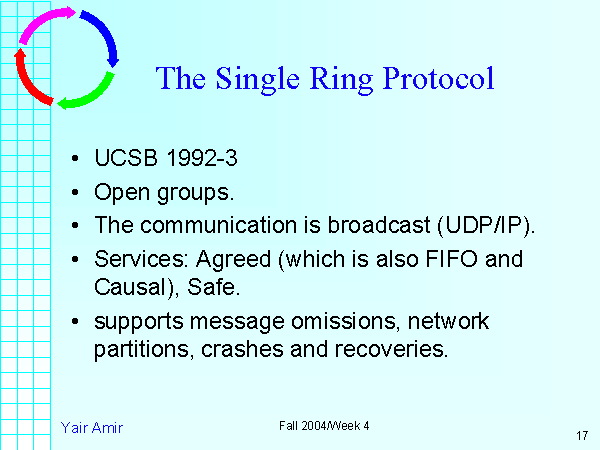 The Single Ring Protocol
• UCSB 1992-3
• Open groups.
• The communication is broadcast (UDP/IP).
• Services: Agreed (which is also FIFO and
Causal), Safe.
• supports message omissions, network
partitions, crashes and recoveries.
Yair Amir
Fall 2004/Week 4
17